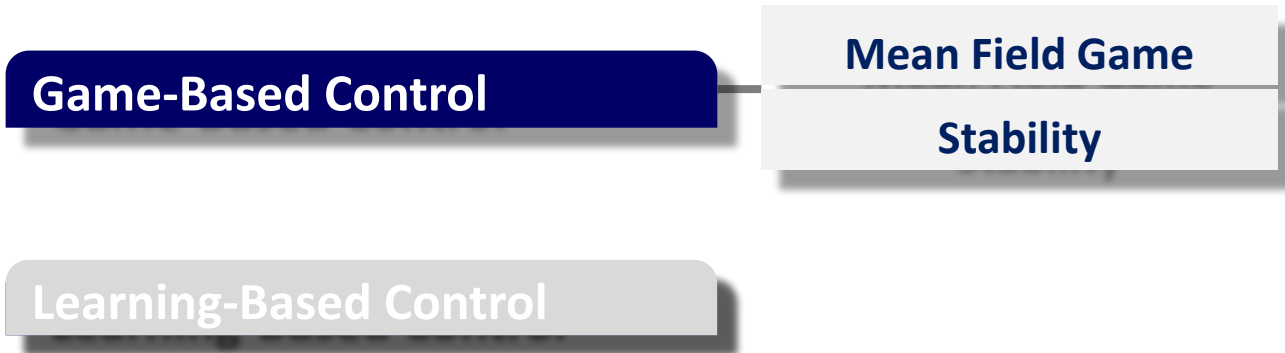 Mean Field Game
Game-Based Control
Stability
Learning-Based Control